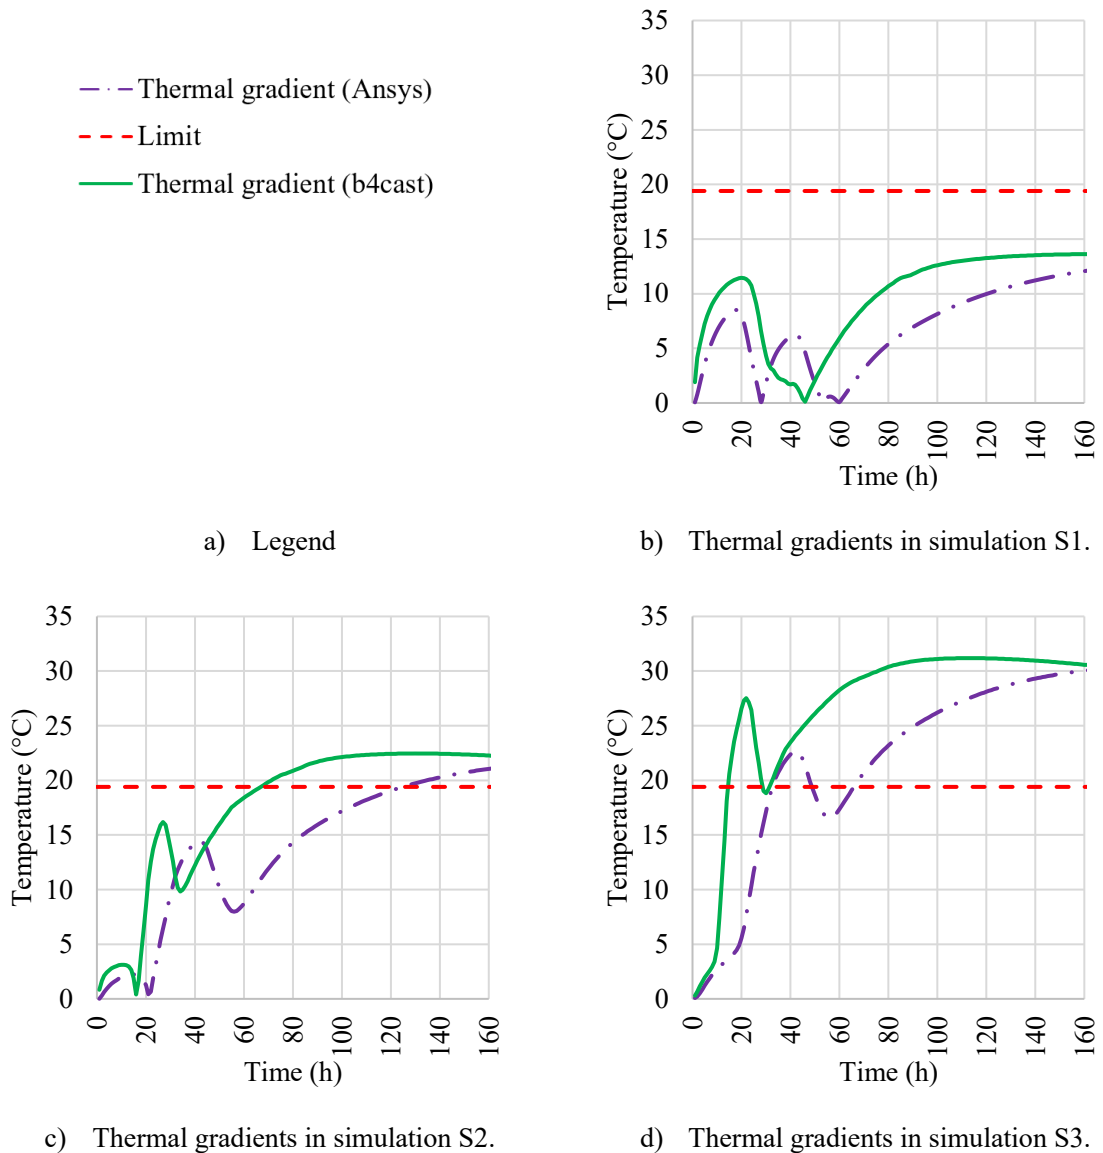 Thermal gradient (Ansys)
Limit
Thermal gradient (b4cast)
35
30
25
20
15
10
5
0
Temperature (°C)
0 20 40 60 80 100 120 140 160
Time (h)
a) Legend
b) Thermal gradients in simulation S1.
35
30
25
20
15
10
5
0
Temperature (°C)
0 20 40 60 80 100 120 140 160
Time (h)
c) Thermal gradients in simulation S2.
35
30
25
20
15
10
5
0
Temperature (°C)
0 20 40 60 80 100 120 140 160
Time (h)
d) Thermal gradients in simulation S3.